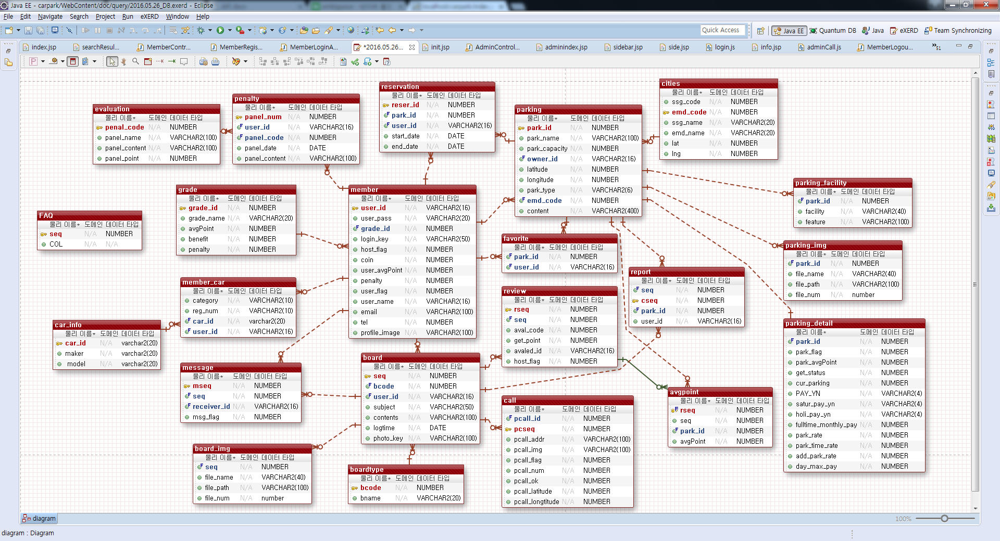 Java EE - carpark/WebContent/doc/query/2016.05.26_DB.exerd - Eclipse
File Edit Navigate Search Project Run eXERD Window Help
Quick Access
Java EE Quantum DB Java eXERD Team Synchronizing
index.jsp searchResul... MemberContr... MemberRegis... MemberLoginA... *2016.05.26... init.jsp AdminControl... adminindex.jsp sidebar.jsp side.jsp login.js info.jsp adminCall.js MemberLogou... »51
evaluation
물리 이름* 도메인 데이터 타입
penal_code N/A NUMBER
panel_name N/A VARCHAR2(100)
panel_content N/A VARCHAR2(100)
panel_point N/A NUMBER
penalty
물리 이름* 도메인 데이터 타입
panel_num N/A NUMBER
user_id N/A VARCHAR2(16)
panel_code N/A NUMBER
panel_date N/A DATE
panel_content N/A VARCHAR2(100)
reservation
물리 이름* 도메인 데이터 타입
reser_id N/A NUMBER
park_id N/A NUMBER
user_id N/A VARCHAR2(16)
start_date N/A DATE
end_date N/A DATE
parking
물리 이름* 도메인 데이터 타입
park_id N/A NUMBER
park_name N/A VARCHAR2(100)
park_capacity N/A NUMBER
owner_id N/A VARCHAR2(16)
latitude N/A NUMBER
longitude N/A NUMBER
park_type N/A VARCHAR2(6)
emd_code N/A NUMBER
content N/A VARCHAR2(400)
cities
물리 이름* 도메인 데이터 타입
ssg_code N/A NUMBER
emd_code N/A NUMBER
ssg_name N/A VARCHAR2(20)
emd_name N/A VARCHAR2(20)
lat N/A NUMBER
lng N/A NUMBER
parking_facility
물리 이름* 도메인 데이터 타입
park_id N/A NUMBER
facility N/A VARCHAR2(40)
feature N/A VARCHAR2(100)
FAQ
물리 이름* 도메인 데이터 타입
seq N/A NUMBER
COL N/A N/A
grade
물리 이름* 도메인 데이터 타입
grade_id N/A NUMBER
grade_name N/A VARCHAR2(20)
avgPoint N/A NUMBER
benefit N/A NUMBER
penalty N/A NUMBER
member
물리 이름* 도메인 데이터 타입
user_id N/A VARCHAR2(16)
user_pass N/A VARCHAR2(20)
grade_id N/A NUMBER
login_key N/A VARCHAR2(50)
host_flag N/A NUMBER
coin N/A NUMBER
user_avgPoint N/A NUMBER
penalty N/A NUMBER
user_flag N/A NUMBER
user_name N/A VARCHAR2(16)
email N/A VARCHAR2(100)
tel N/A NUMBER
profile_image N/A VARCHAR2(100)
favorite
물리 이름* 도메인 데이터 타입
park_id N/A NUMBER
user_id N/A VARCHAR2(16)
parking_img
물리 이름* 도메인 데이터 타입
park_id N/A NUMBER
file_name N/A VARCHAR2(40)
file_path N/A VARCHAR2(100)
file_num N/A number
report
물리 이름* 도메인 데이터 타입
seq N/A NUMBER
cseq N/A NUMBER
park_id N/A NUMBER
user_id N/A VARCHAR2(16)
member_car
물리 이름* 도메인 데이터 타입
category N/A VARCHAR2(10)
reg_num N/A VARCHAR2(10)
car_id N/A varchar2(20)
user_id N/A VARCHAR2(16)
review
물리 이름* 도메인 데이터 타입
rseq N/A NUMBER
seq N/A NUMBER
aval_code N/A NUMBER
get_point N/A NUMBER
avaled_id N/A VARCHAR2(16)
host_flag N/A NUMBER
car_info
물리 이름* 도메인 데이터 타입
car_id N/A varchar2(20)
maker N/A varchar2(20)
model N/A varchar2(20)
parking_detail
물리 이름* 도메인 데이터 타입
park_id N/A NUMBER
park_flag N/A NUMBER
park_avgPoint N/A NUMBER
get_status N/A NUMBER
cur_parking N/A NUMBER
PAY_YN N/A VARCHAR2(4)
satur_pay_yn N/A VARCHAR2(4)
holi_pay_yn N/A VARCHAR2(4)
fulltime_monthly_pay N/A NUMBER
park_rate N/A NUMBER
park_time_rate N/A NUMBER
add_park_rate N/A NUMBER
day_max_pay N/A NUMBER
message
물리 이름* 도메인 데이터 타입
mseq N/A NUMBER
seq N/A NUMBER
receiver_id N/A VARCHAR2(16)
msg_flag N/A NUMBER
board
물리 이름* 도메인 데이터 타입
seq N/A NUMBER
bcode N/A NUMBER
user_id N/A VARCHAR2(16)
subject N/A VARCHAR2(50)
contents N/A VARCHAR2(100)
logtime N/A DATE
photo_key N/A VARCHAR2(100)
avgpoint
물리 이름* 도메인 데이터 타입
rseq N/A NUMBER
seq N/A NUMBER
park_id N/A NUMBER
avgPoint N/A NUMBER
call
물리 이름* 도메인 데이터 타입
pcall_id N/A NUMBER
pcseq N/A NUMBER
pcall_addr N/A VARCHAR2(100)
pcall_img N/A VARCHAR2(100)
pcall_flag N/A NUMBER
pcall_num N/A NUMBER
pcall_ok N/A NUMBER
pcall_latitude N/A NUMBER
pcall_longtitude N/A NUMBER
board_img
물리 이름* 도메인 데이터 타입
seq N/A NUMBER
file_name N/A VARCHAR2(40)
file_path N/A VARCHAR2(100)
file_num N/A number
boardtype
물리 이름* 도메인 데이터 타입
bcode N/A NUMBER
bname N/A VARCHAR2(20)
diagram
100%
diagram : Diagram